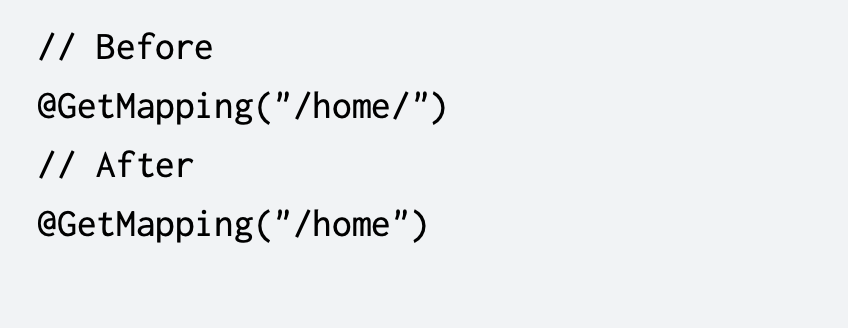 // Before
@GetMapping("/home/")
// After
@GetMapping("/home")